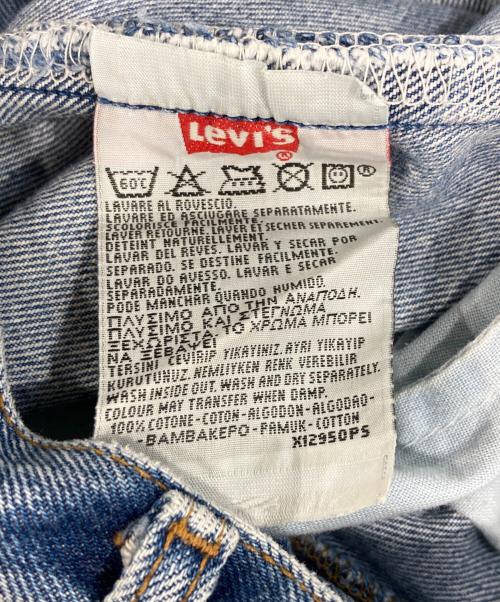 Levi's
®
60°C
®
LAVARE AL ROVESCIO.
LAVARE ED ASCIUGARE SEPARATAMENTE.
SCOLORISCE FACILMENTE.
LAVER RETOURNE. LAVER ET SECHER SEPAREMENT.
DETEINT NATURELLEMENT.
LAVAR DEL REVES. LAVAR Y SECAR POR
SEPARADO. SE DESTINE FACILMENTE.
LAVAR DO AVESSO. LAVAR E SECAR
SEPARADAMENTE.
PODE MANCHAR QUANDO HUMIDO.
ΠΛΥΣΙΜΟ ΑΠΟ ΤΗΝ ΑΝΑΠΟΔΗ.
ΠΛΥΣΙΜΟ ΚΑΙ ΣΤΕΓΝΩΜΑ
ΞΕΧΩΡΙΣΤΑ ΤΟ ΧΡΩΜΑ ΜΠΟΡΕΙ
ΝΑ ΞΕΒΑΨΕΙ
TERSINI ÇEVIRIP YIKAYINIZ. AYRI YIKAYIP
KURUTUNUZ. NEMLIYKEN RENK VEREBILIR
WASH INSIDE OUT. WASH AND DRY SEPARATELY.
COLOUR MAY TRANSFER WHEN DAMP.
100% COTONE-COTON-ALGODON-ALGODAO-
-ΒΑΜΒΑΚΕΡΟ-PAMUK-COTTON
X12950PS